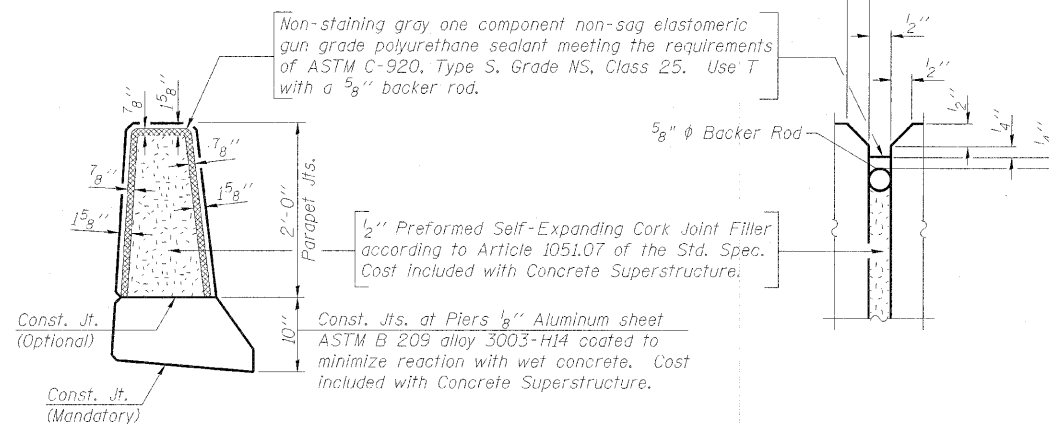 Non-staining gray one component non-sag elastomeric
gun grade polyurethane sealant meeting the requirements
of ASTM C-920, Type S, Grade NS, Class 25. Use T
with a 5/8" backer rod.
1/2"
1/2"
7/8"
1 5/8"
1/2"
1/4"
1/4"
5/8" ϕ Backer Rod
7/8"
7/8"
1 5/8"
1 5/8"
2'-0"
Parapet Jts.
1/2" Preformed Self-Expanding Cork Joint Filler
according to Article 1051.07 of the Std. Spec.
Cost included with Concrete Superstructure.
Const. Jt.
(Optional)
10"
Const. Jts. at Piers 1/8" Aluminum sheet
ASTM B 209 alloy 3003-H14 coated to
minimize reaction with wet concrete. Cost
included with Concrete Superstructure.
Const. Jt.
(Mandatory)